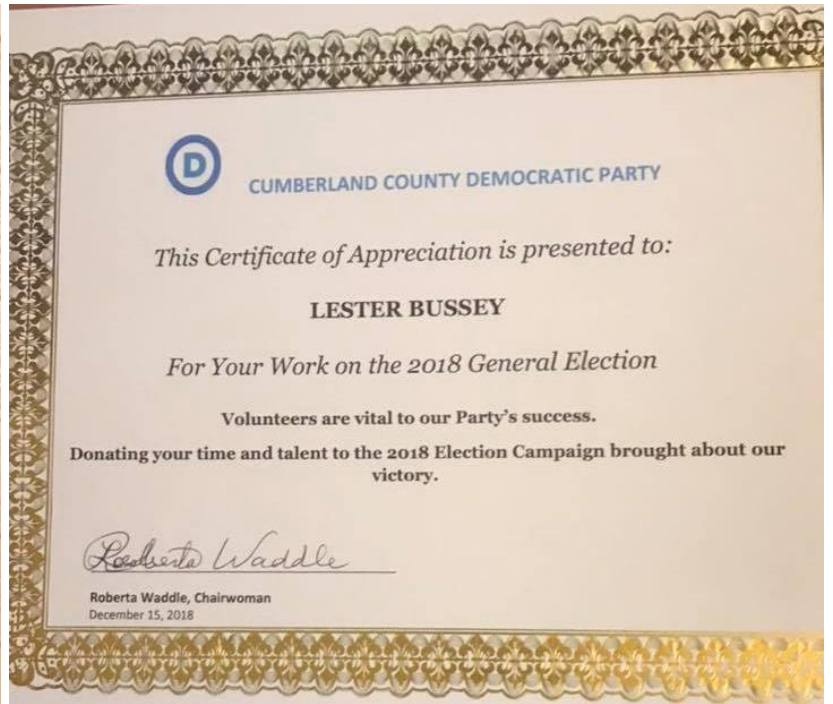 D
CUMBERLAND COUNTY DEMOCRATIC PARTY
This Certificate of Appreciation is presented to:
LESTER BUSSEY
For Your Work on the 2018 General Election
Volunteers are vital to our Party's success.
Donating your time and talent to the 2018 Election Campaign brought about our
victory.
Roberta Waddle
Roberta Waddle, Chairwoman
December 15, 2018